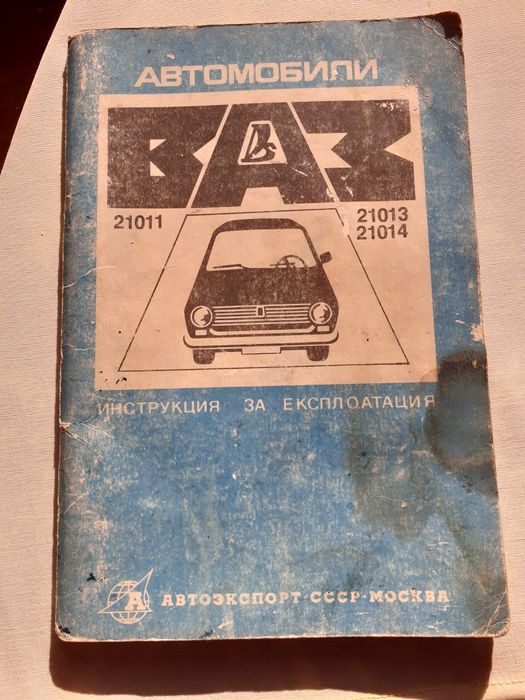 АВТОМОБИЛИ
ВАЗ
21011
21013
21014
ИНСТРУКЦИЯ ЗА ЕКСПЛОАТАЦИЯ
А АВТОЭКСПОРТ·СССР·МОСКВА